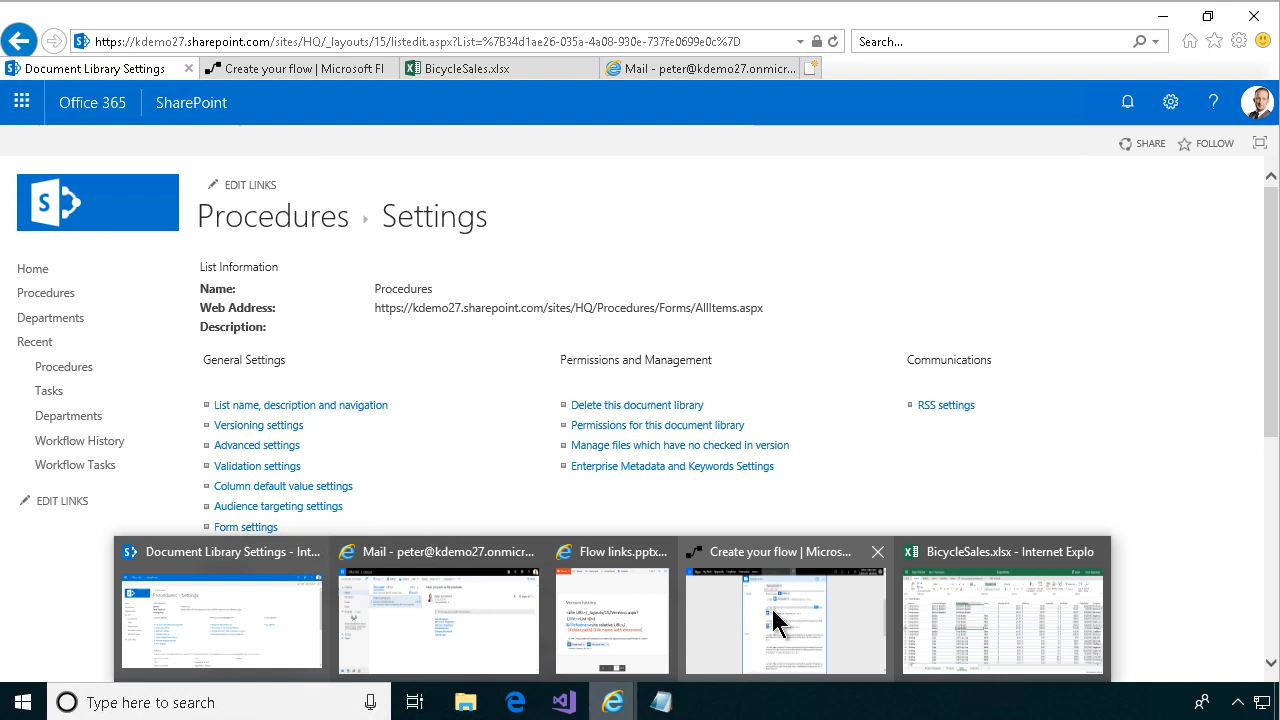 https://kdemo27.sharepoint.com/sites/HQ/_layouts/15/listedit.aspx?List=%7B34d1ae26-035a-4a08-930e-737fe0699e0c%7D
Search...
Document Library Settings
Create your flow | Microsoft Fl
BicycleSales.xlsx
Mail - peter@kdemo27.onmicr...
Office 365
SharePoint
SHARE
FOLLOW
EDIT LINKS
Procedures Settings
Home
Procedures
Departments
Recent
Procedures
Tasks
Departments
Workflow History
Workflow Tasks
EDIT LINKS
List Information
Name: Procedures
Web Address: https://kdemo27.sharepoint.com/sites/HQ/Procedures/Forms/AllItems.aspx
Description:
General Settings
List name, description and navigation
Versioning settings
Advanced settings
Validation settings
Column default value settings
Audience targeting settings
Form settings
Permissions and Management
Delete this document library
Permissions for this document library
Manage files which have no checked in version
Enterprise Metadata and Keywords Settings
Communications
RSS settings
Document Library Settings - Int...
Mail - peter@kdemo27.onmicr...
Flow links.pptx...
Create your flow | Micros...
BicycleSales.xlsx - Internet Explo
Type here to search